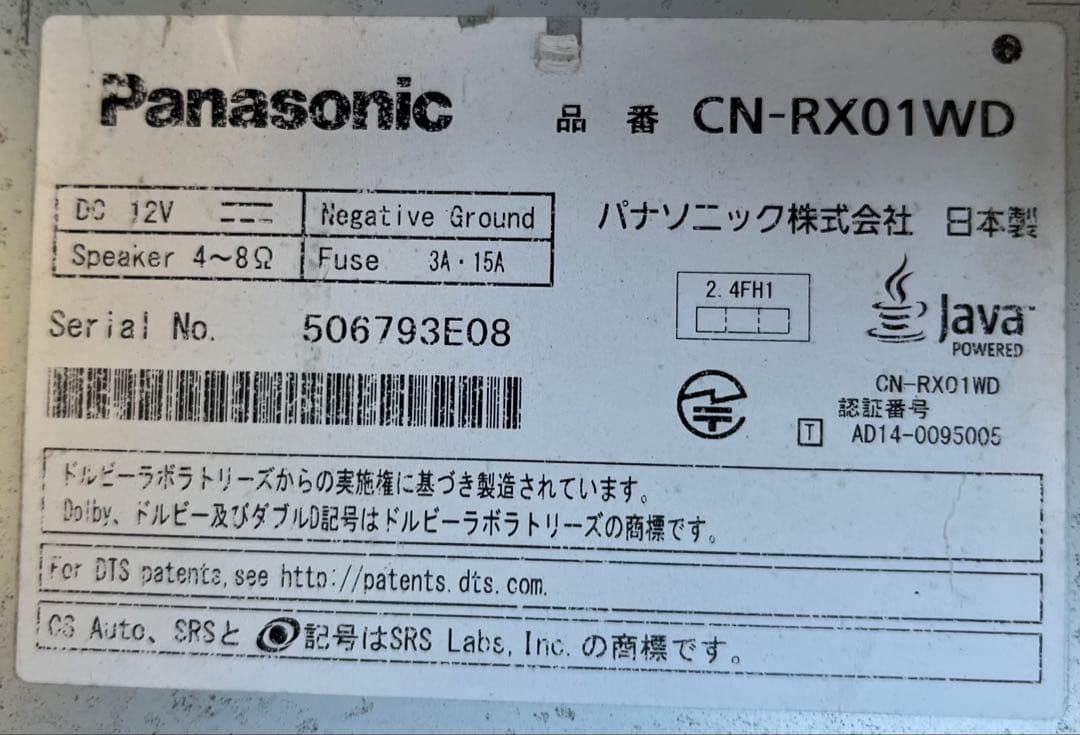 Panasonic 品番 CN-RX01WD
DC 12V Negative Ground
Speaker 4～8Ω Fuse 3A・15A
パナソニック株式会社 日本製
Serial No. 506793E08
2.4FH1
Java
POWERED
CN-RX01WD
認証番号
T AD14-0095005
ドルビーラボラトリーズからの実施権に基づき製造されています。
Dolby、ドルビー及びダブルD記号はドルビーラボラトリーズの商標です。
For DTS patents,see http://patents.dts.com.
CS Auto、SRSと 記号はSRS Labs,Inc.の商標です。